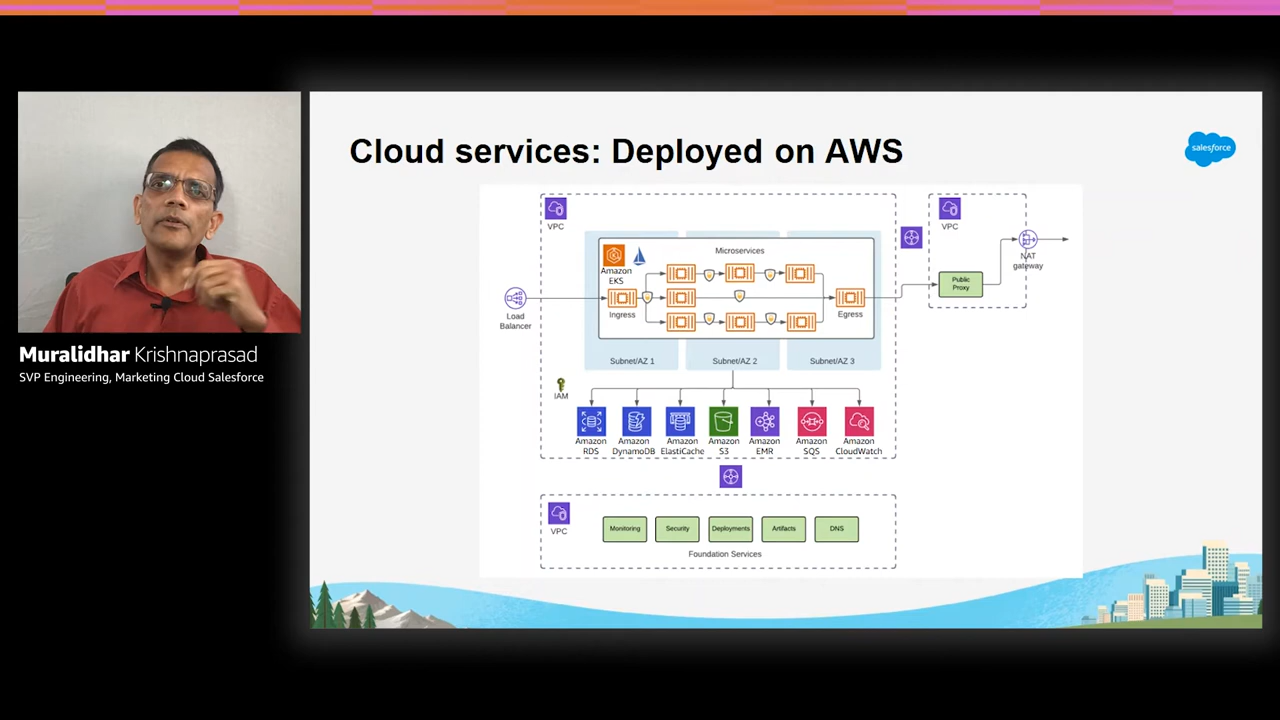 Cloud services: Deployed on AWS
salesforce
VPC
VPC
Microservices
Amazon
EKS
NAT
gateway
Public
Proxy
Ingress
Egress
Load
Balancer
Subnet/AZ 1
Subnet/AZ 2
Subnet/AZ 3
Muralidhar Krishnaprasad
SVP Engineering, Marketing Cloud Salesforce
IAM
Amazon
RDS
Amazon
DynamoDB
Amazon
ElastiCache
Amazon
S3
Amazon
EMR
Amazon
SQS
Amazon
CloudWatch
VPC
Monitoring
Security
Deployments
Artifacts
DNS
Foundation Services